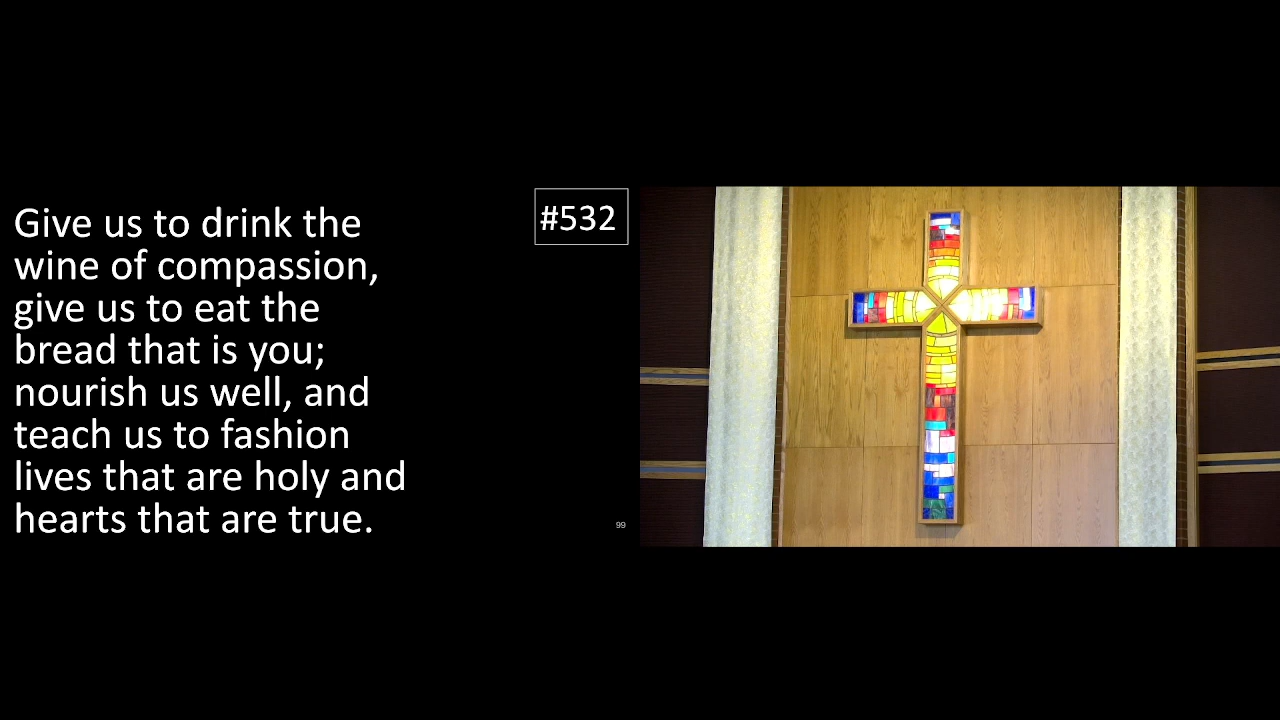 Give us to drink the
wine of compassion,
give us to eat the
bread that is you;
nourish us well, and
teach us to fashion
lives that are holy and
hearts that are true.
#532
99